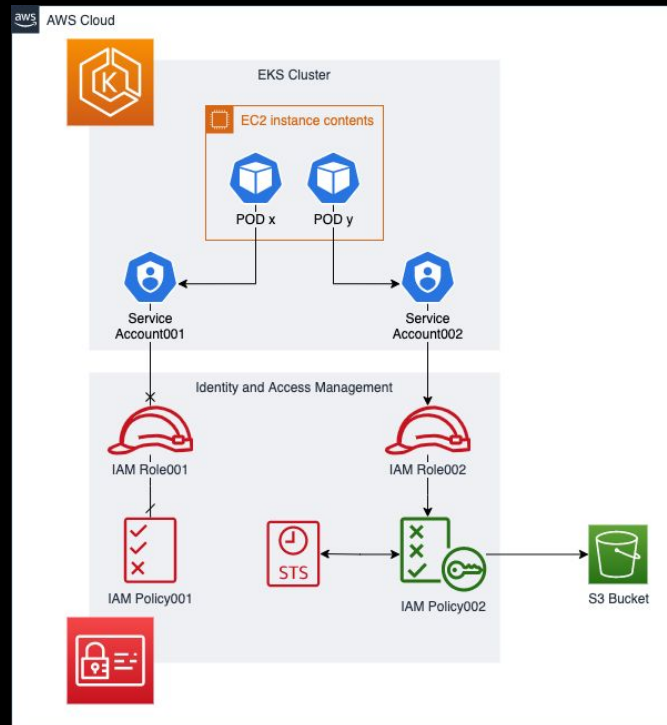 aws
AWS Cloud
EKS Cluster
K
EC2 instance contents
POD x
POD y
Service
Account001
Service
Account002
Identity and Access Management
IAM Role001
IAM Role002
STS
IAM Policy001
IAM Policy002
S3 Bucket